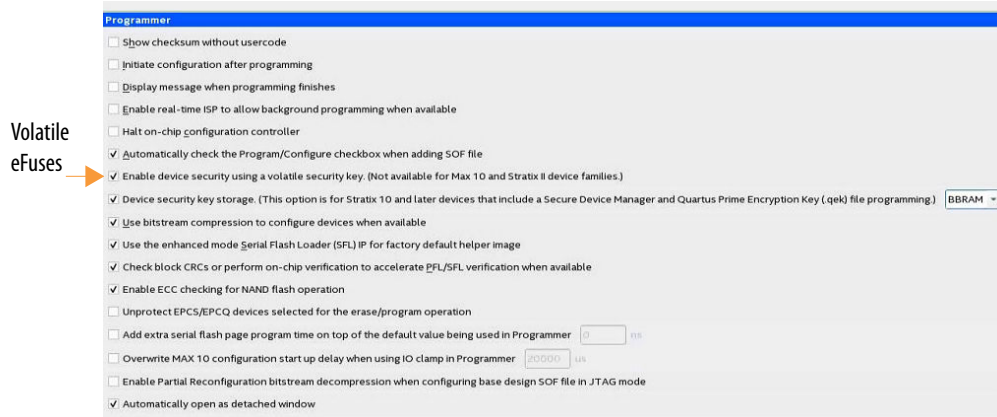 Programmer
Show checksum without usercode
Initiate configuration after programming
Display message when programming finishes
Enable real-time ISP to allow background programming when available
Halt on-chip configuration controller
Automatically check the Program/Configure checkbox when adding SOF file
Volatile
eFuses
Enable device security using a volatile security key. (Not available for Max 10 and Stratix II device families.)
Device security key storage. (This option is for Stratix 10 and later devices that include a Secure Device Manager and Quartus Prime Encryption Key (.qek) file programming.) BBRAM
Use bitstream compression to configure devices when available
Use the enhanced mode Serial Flash Loader (SFL) IP for factory default helper image
Check block CRCs or perform on-chip verification to accelerate PFL/SFL verification when available
Enable ECC checking for NAND flash operation
Unprotect EPCS/EPCQ devices selected for the erase/program operation
Add extra serial flash page program time on top of the default value being used in Programmer 0 ns
Overwrite MAX 10 configuration start up delay when using IO clamp in Programmer 20000 us
Enable Partial Reconfiguration bitstream decompression when configuring base design SOF file in JTAG mode
Automatically open as detached window